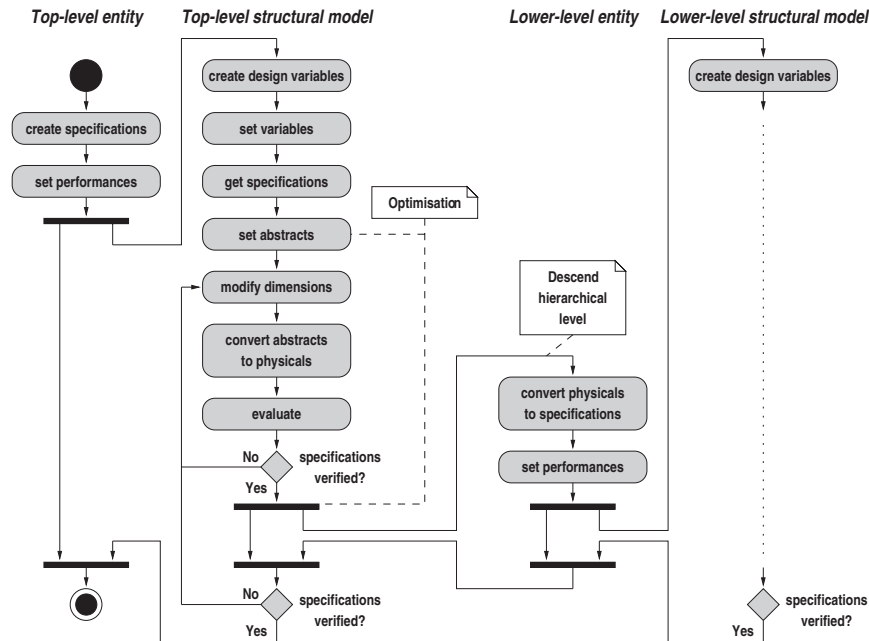 Top-level entity
Top-level structural model
Lower-level entity
Lower-level structural model
create specifications
set performances
create design variables
set variables
get specifications
set abstracts
modify dimensions
convert abstracts
to physicals
evaluate
No
specifications
verified?
Yes
Optimisation
Descend
hierarchical
level
convert physicals
to specifications
set performances
create design variables
No
specifications
verified?
Yes
specifications
verified?
Yes